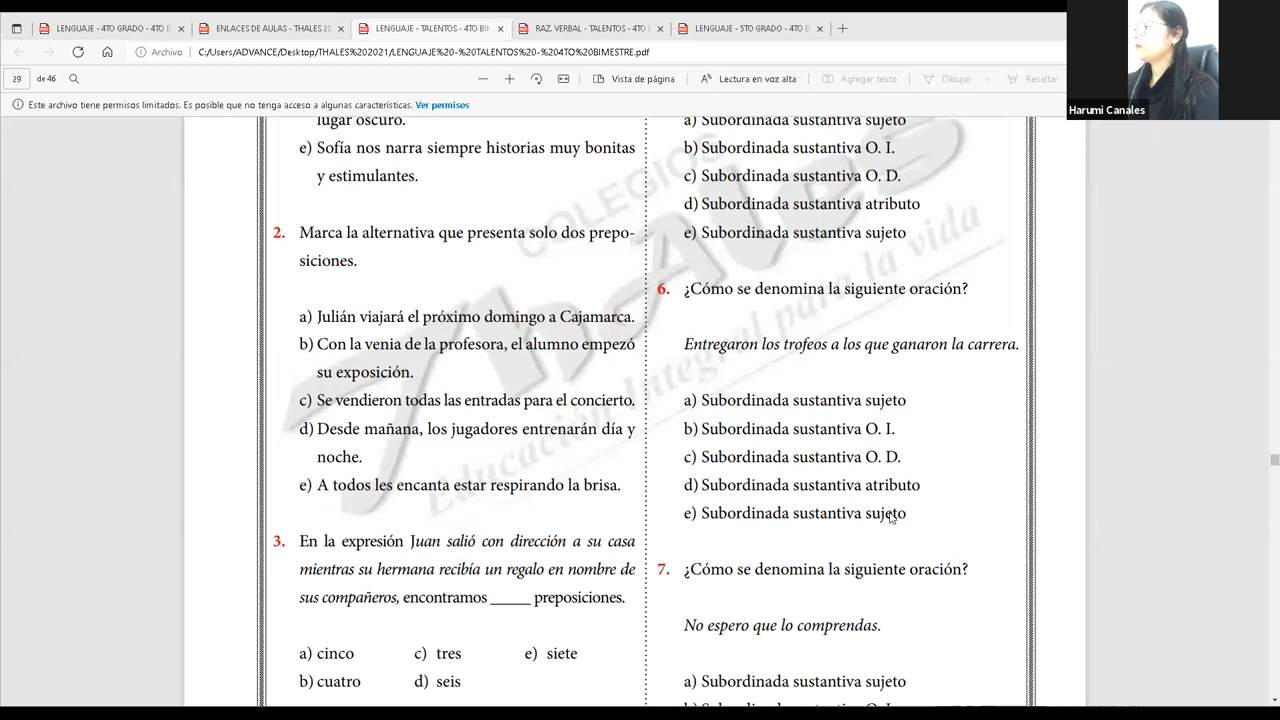 LENGUAJE - 4TO GRADO - 4TO B
ENLACES DE AULAS - THALES 20
LENGUAJE - TALENTOS - 4TO BIM
RAZ. VERBAL - TALENTOS - 4TO E
LENGUAJE - 5TO GRADO - 4TO B
Archivo
C:/Users/ADVANCE/Desktop/THALES%202021/LENGUAJE%20-%20TALENTOS%20-%204TO%20BIMESTRE.pdf
29 de 46
Vista de página
Lectura en voz alta
Agregar texto
Dibujar
Resaltar
Este archivo tiene permisos limitados. Es posible que no tenga acceso a algunas características. Ver permisos
Harumi Canales
lugar oscuro.
e) Sofía nos narra siempre historias muy bonitas
y estimulantes.
2. Marca la alternativa que presenta solo dos prepo-
siciones.
a) Julián viajará el próximo domingo a Cajamarca.
b) Con la venia de la profesora, el alumno empezó
su exposición.
c) Se vendieron todas las entradas para el concierto.
d) Desde mañana, los jugadores entrenarán día y
noche.
e) A todos les encanta estar respirando la brisa.
3. En la expresión Juan salió con dirección a su casa
mientras su hermana recibía un regalo en nombre de
sus compañeros, encontramos _____ preposiciones.
a) cinco c) tres e) siete
b) cuatro d) seis
a) Subordinada sustantiva sujeto
b) Subordinada sustantiva O. I.
c) Subordinada sustantiva O. D.
d) Subordinada sustantiva atributo
e) Subordinada sustantiva sujeto
6. ¿Cómo se denomina la siguiente oración?
Entregaron los trofeos a los que ganaron la carrera.
a) Subordinada sustantiva sujeto
b) Subordinada sustantiva O. I.
c) Subordinada sustantiva O. D.
d) Subordinada sustantiva atributo
e) Subordinada sustantiva sujeto
7. ¿Cómo se denomina la siguiente oración?
No espero que lo comprendas.
a) Subordinada sustantiva sujeto
COLEGIOS
Thales
Educación Integral para la vida